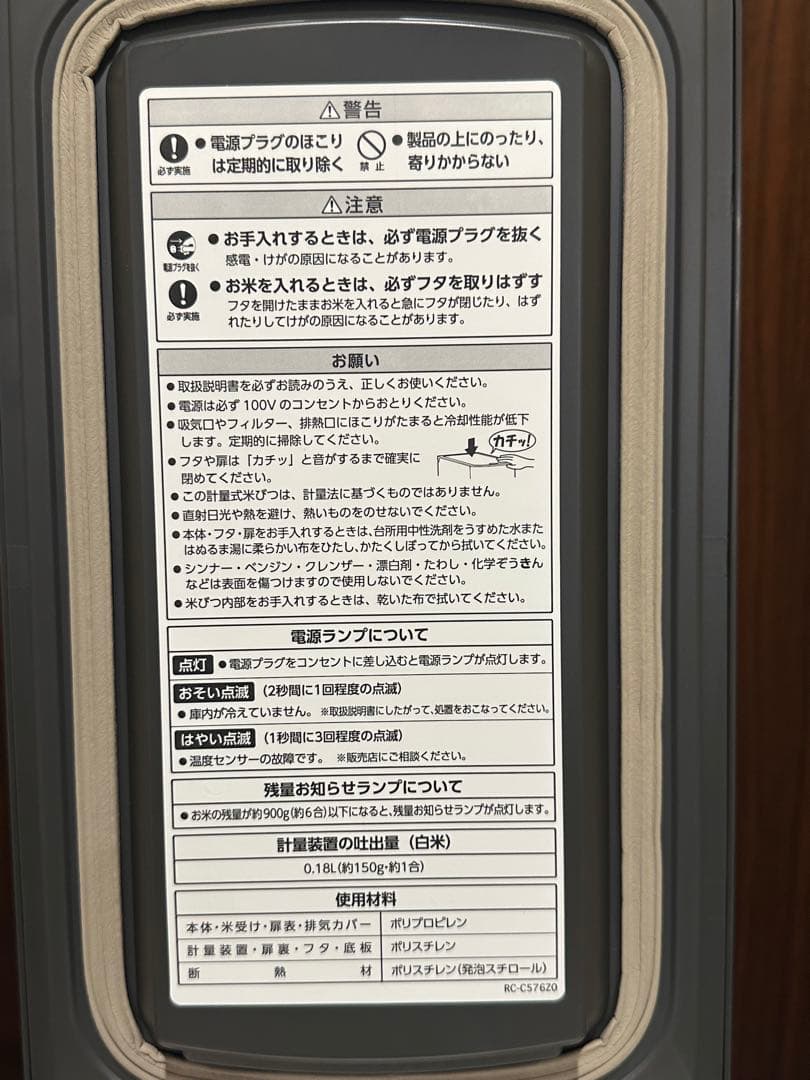 ⚠警告
必ず実施
●電源プラグのほこり
は定期的に取り除く
禁止
●製品の上にのったり、
寄りかからない
⚠注意
電源プラグを抜く
●お手入れするときは、必ず電源プラグを抜く
感電・けがの原因になることがあります。
必ず実施
●お米を入れるときは、必ずフタを取りはずす
フタを開けたままお米を入れると急にフタが閉じたり、はず
れたりしてけがの原因になることがあります。
お願い
●取扱説明書を必ずお読みのうえ、正しくお使いください。
●電源は必ず100Vのコンセントからおとりください。
●吸気口やフィルター、排熱口にほこりがたまると冷却性能が低下
します。定期的に掃除してください。
●フタや扉は「カチッ」と音がするまで確実に
閉めてください。
カチッ!
●この計量式米びつは、計量法に基づくものではありません。
●直射日光や熱を避け、熱いものをのせないでください。
●本体・フタ・扉をお手入れするときは、台所用中性洗剤をうすめた水また
はぬるま湯に柔らかい布をひたし、かたくしぼってから拭いてください。
●シンナー・ベンジン・クレンザー・漂白剤・たわし・化学ぞうきん
などは表面を傷つけますので使用しないでください。
●米びつ内部をお手入れするときは、乾いた布で拭いてください。
電源ランプについて
点灯 ●電源プラグをコンセントに差し込むと電源ランプが点灯します。
おそい点滅 (2秒間に1回程度の点滅)
●庫内が冷えていません。 ※取扱説明書にしたがって、処置をおこなってください。
はやい点滅 (1秒間に3回程度の点滅)
●温度センサーの故障です。 ※販売店にご相談ください。
残量お知らせランプについて
●お米の残量が約900g(約6合)以下になると、残量お知らせランプが点灯します。
計量装置の吐出量(白米)
0.18L(約150g・約1合)
使用材料
本体・米受け・扉表・排気カバー ポリプロピレン
計量装置・扉裏・フタ・底板 ポリスチレン
断熱材 ポリスチレン(発泡スチロール)
RC-C576Z0